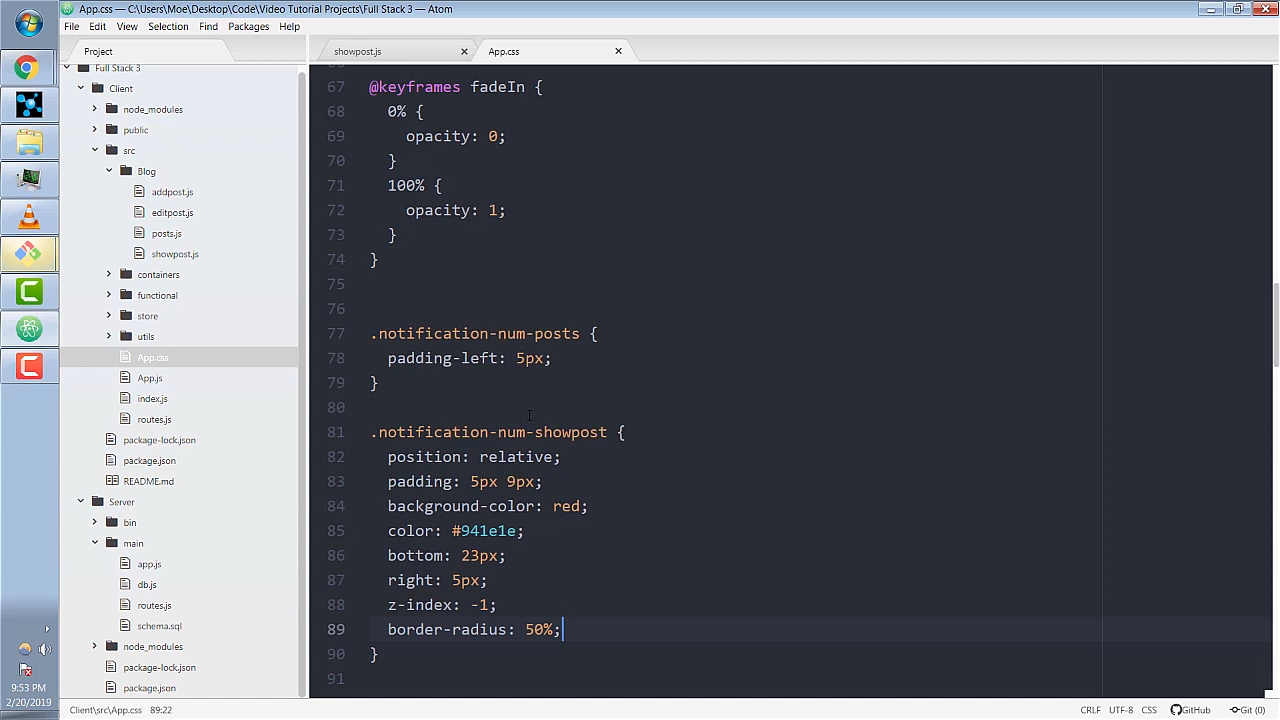 App.css — C:\Users\Moe\Desktop\Code\Video Tutorial Projects\Full Stack 3 — Atom
File Edit View Selection Find Packages Help
Project
showpost.js
App.css
Full Stack 3
Client
node_modules
public
src
Blog
addpost.js
editpost.js
posts.js
showpost.js
containers
functional
store
utils
App.css
App.js
index.js
routes.js
package-lock.json
package.json
README.md
Server
bin
main
app.js
db.js
routes.js
schema.sql
node_modules
package-lock.json
package.json
67 @keyframes fadeIn {
68 0% {
69 opacity: 0;
70 }
71 100% {
72 opacity: 1;
73 }
74 }
75
76
77 .notification-num-posts {
78 padding-left: 5px;
79 }
80
81 .notification-num-showpost {
82 position: relative;
83 padding: 5px 9px;
84 background-color: red;
85 color: #941e1e;
86 bottom: 23px;
87 right: 5px;
88 z-index: -1;
89 border-radius: 50%;
90 }
91
9:53 PM
2/20/2019
Client\src\App.css 89:22
CRLF UTF-8 CSS GitHub Git (0)